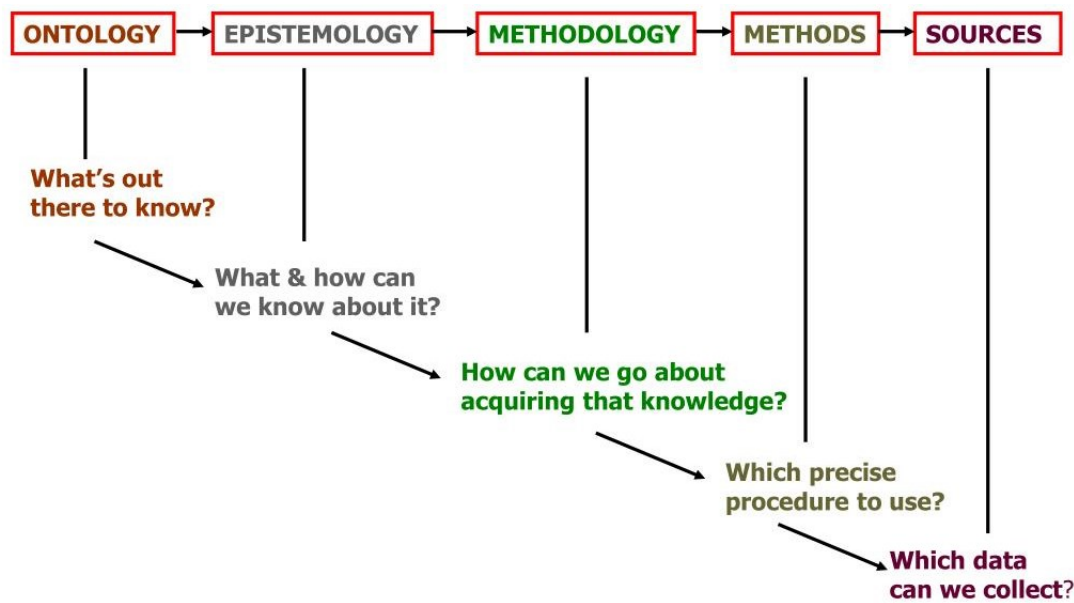 ONTOLOGY EPISTEMOLOGY METHODOLOGY METHODS SOURCES
What's out
there to know?
What & how can
we know about it?
How can we go about
acquiring that knowledge?
Which precise
procedure to use?
Which data
can we collect?